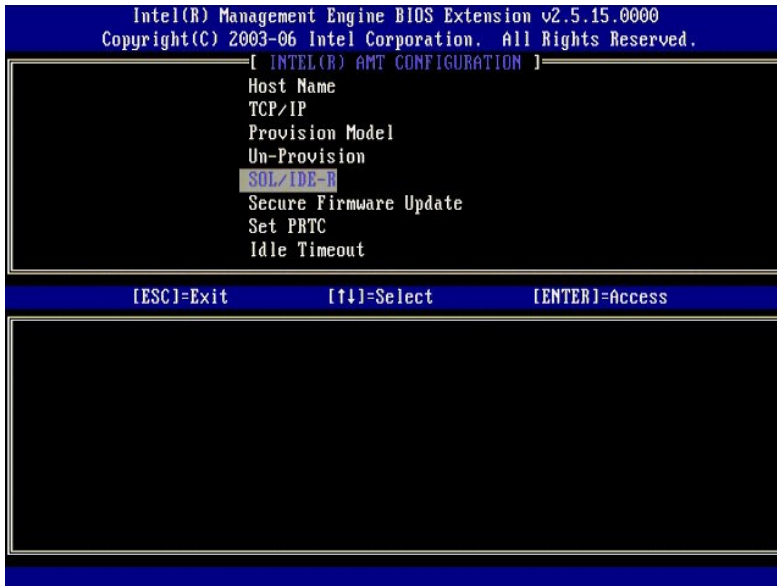 Intel(R) Management Engine BIOS Extension v2.5.15.0000
Copyright(C) 2003-06 Intel Corporation. All Rights Reserved.
[ INTEL(R) AMT CONFIGURATION ]
Host Name
TCP/IP
Provision Model
Un-Provision
SOL/IDE-R
Secure Firmware Update
Set PRTC
Idle Timeout
[ESC]=Exit [↑↓]=Select [ENTER]=Access